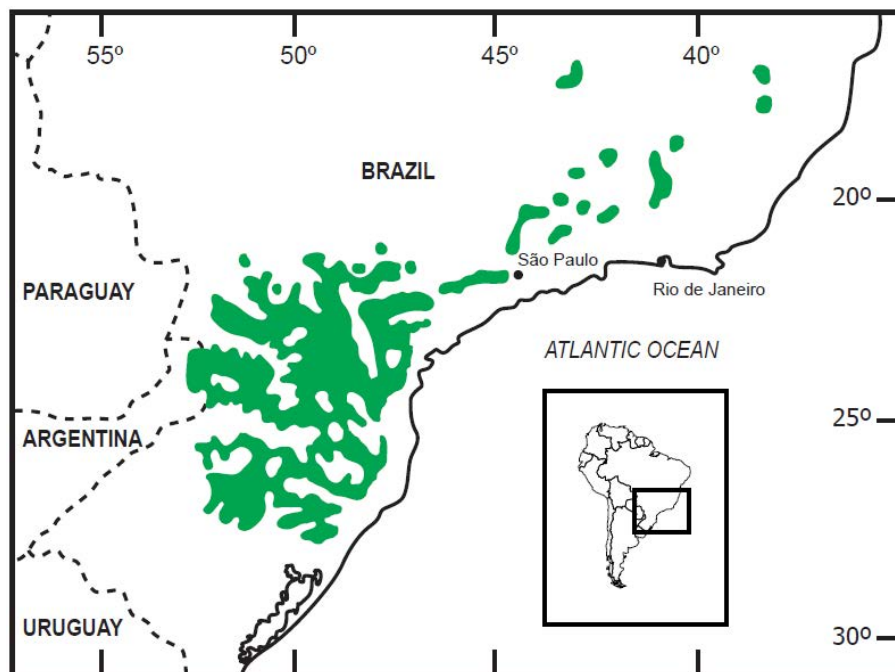 55º 50º 45º 40º
BRAZIL
20º
São Paulo
PARAGUAY
Rio de Janeiro
ATLANTIC OCEAN
25º
ARGENTINA
URUGUAY
30º